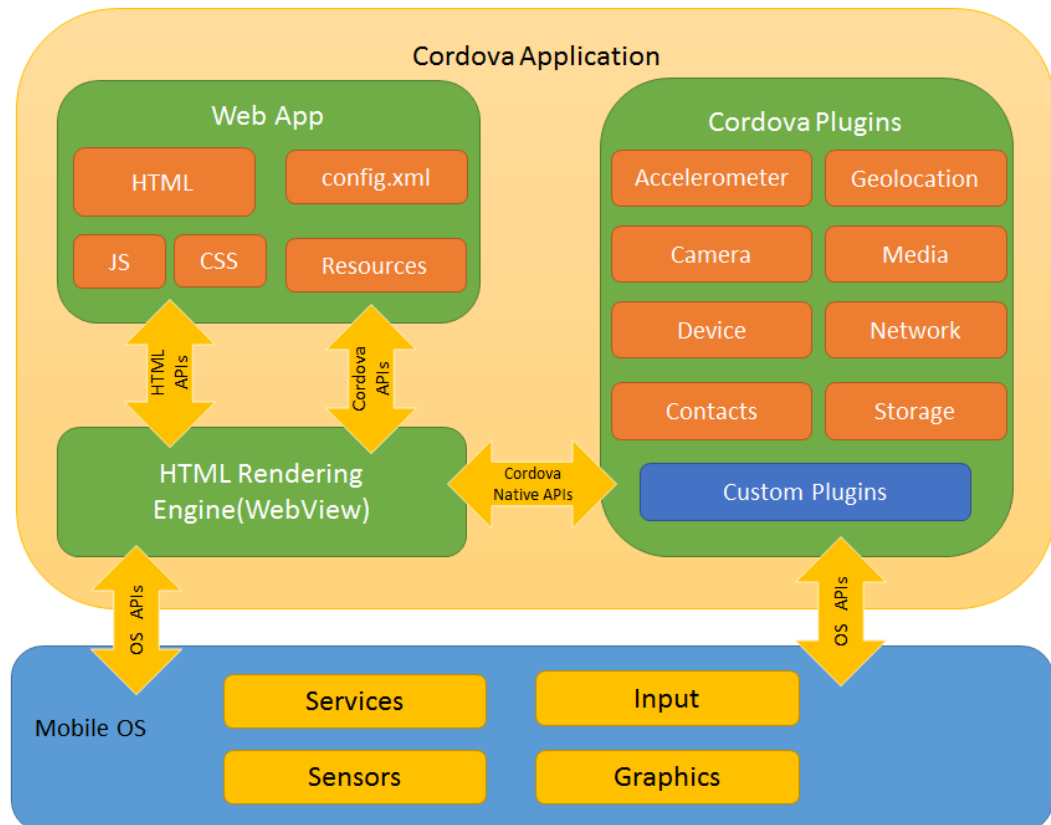 Cordova Application
Web App
HTML
config.xml
JS
CSS
Resources
HTML
APIs
Cordova
APIs
HTML Rendering
Engine(WebView)
Cordova
Native APIs
Cordova Plugins
Accelerometer
Geolocation
Camera
Media
Device
Network
Contacts
Storage
Custom Plugins
OS APIs
OS APIs
Mobile OS
Services
Input
Sensors
Graphics